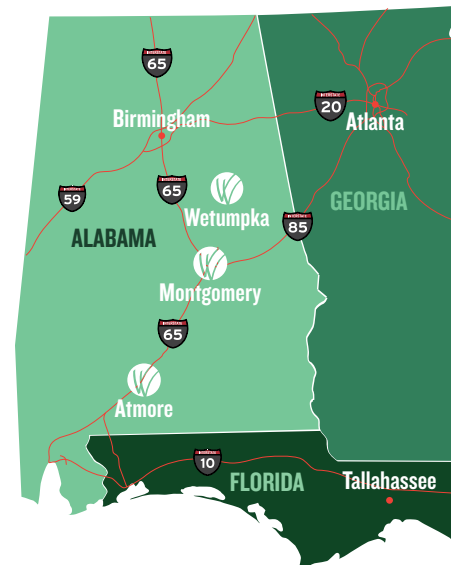 65
Birmingham
20
Atlanta
59
65
Wetumpka
GEORGIA
85
ALABAMA
Montgomery
65
Atmore
10
FLORIDA
Tallahassee